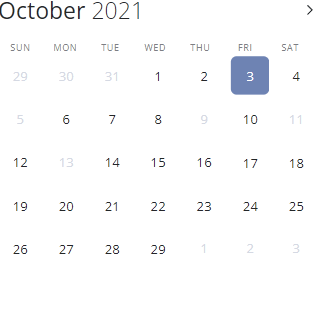 October 2021
SUN MON TUE WED THU FRI SAT
29 30 31 1 2 3 4
5 6 7 8 9 10 11
12 13 14 15 16 17 18
19 20 21 22 23 24 25
26 27 28 29 1 2 3